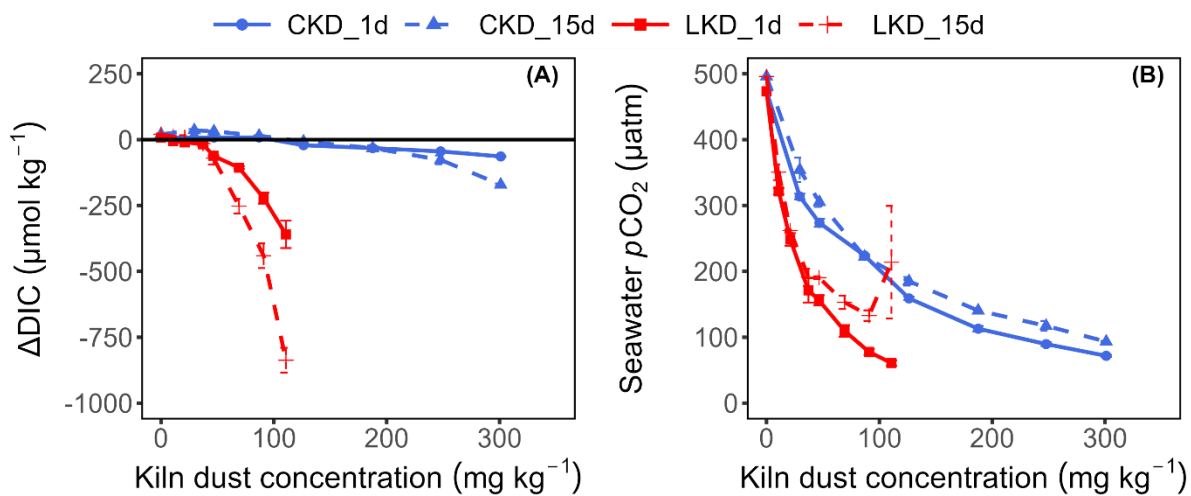 CKD_1d CKD_15d LKD_1d LKD_15d
(A)
250
0
-250
-500
-750
-1000
ΔDIC (μmol kg⁻¹)
0 100 200 300
Kiln dust concentration (mg kg⁻¹)
(B)
500
400
300
200
100
0
Seawater pCO₂ (μatm)
0 100 200 300
Kiln dust concentration (mg kg⁻¹)